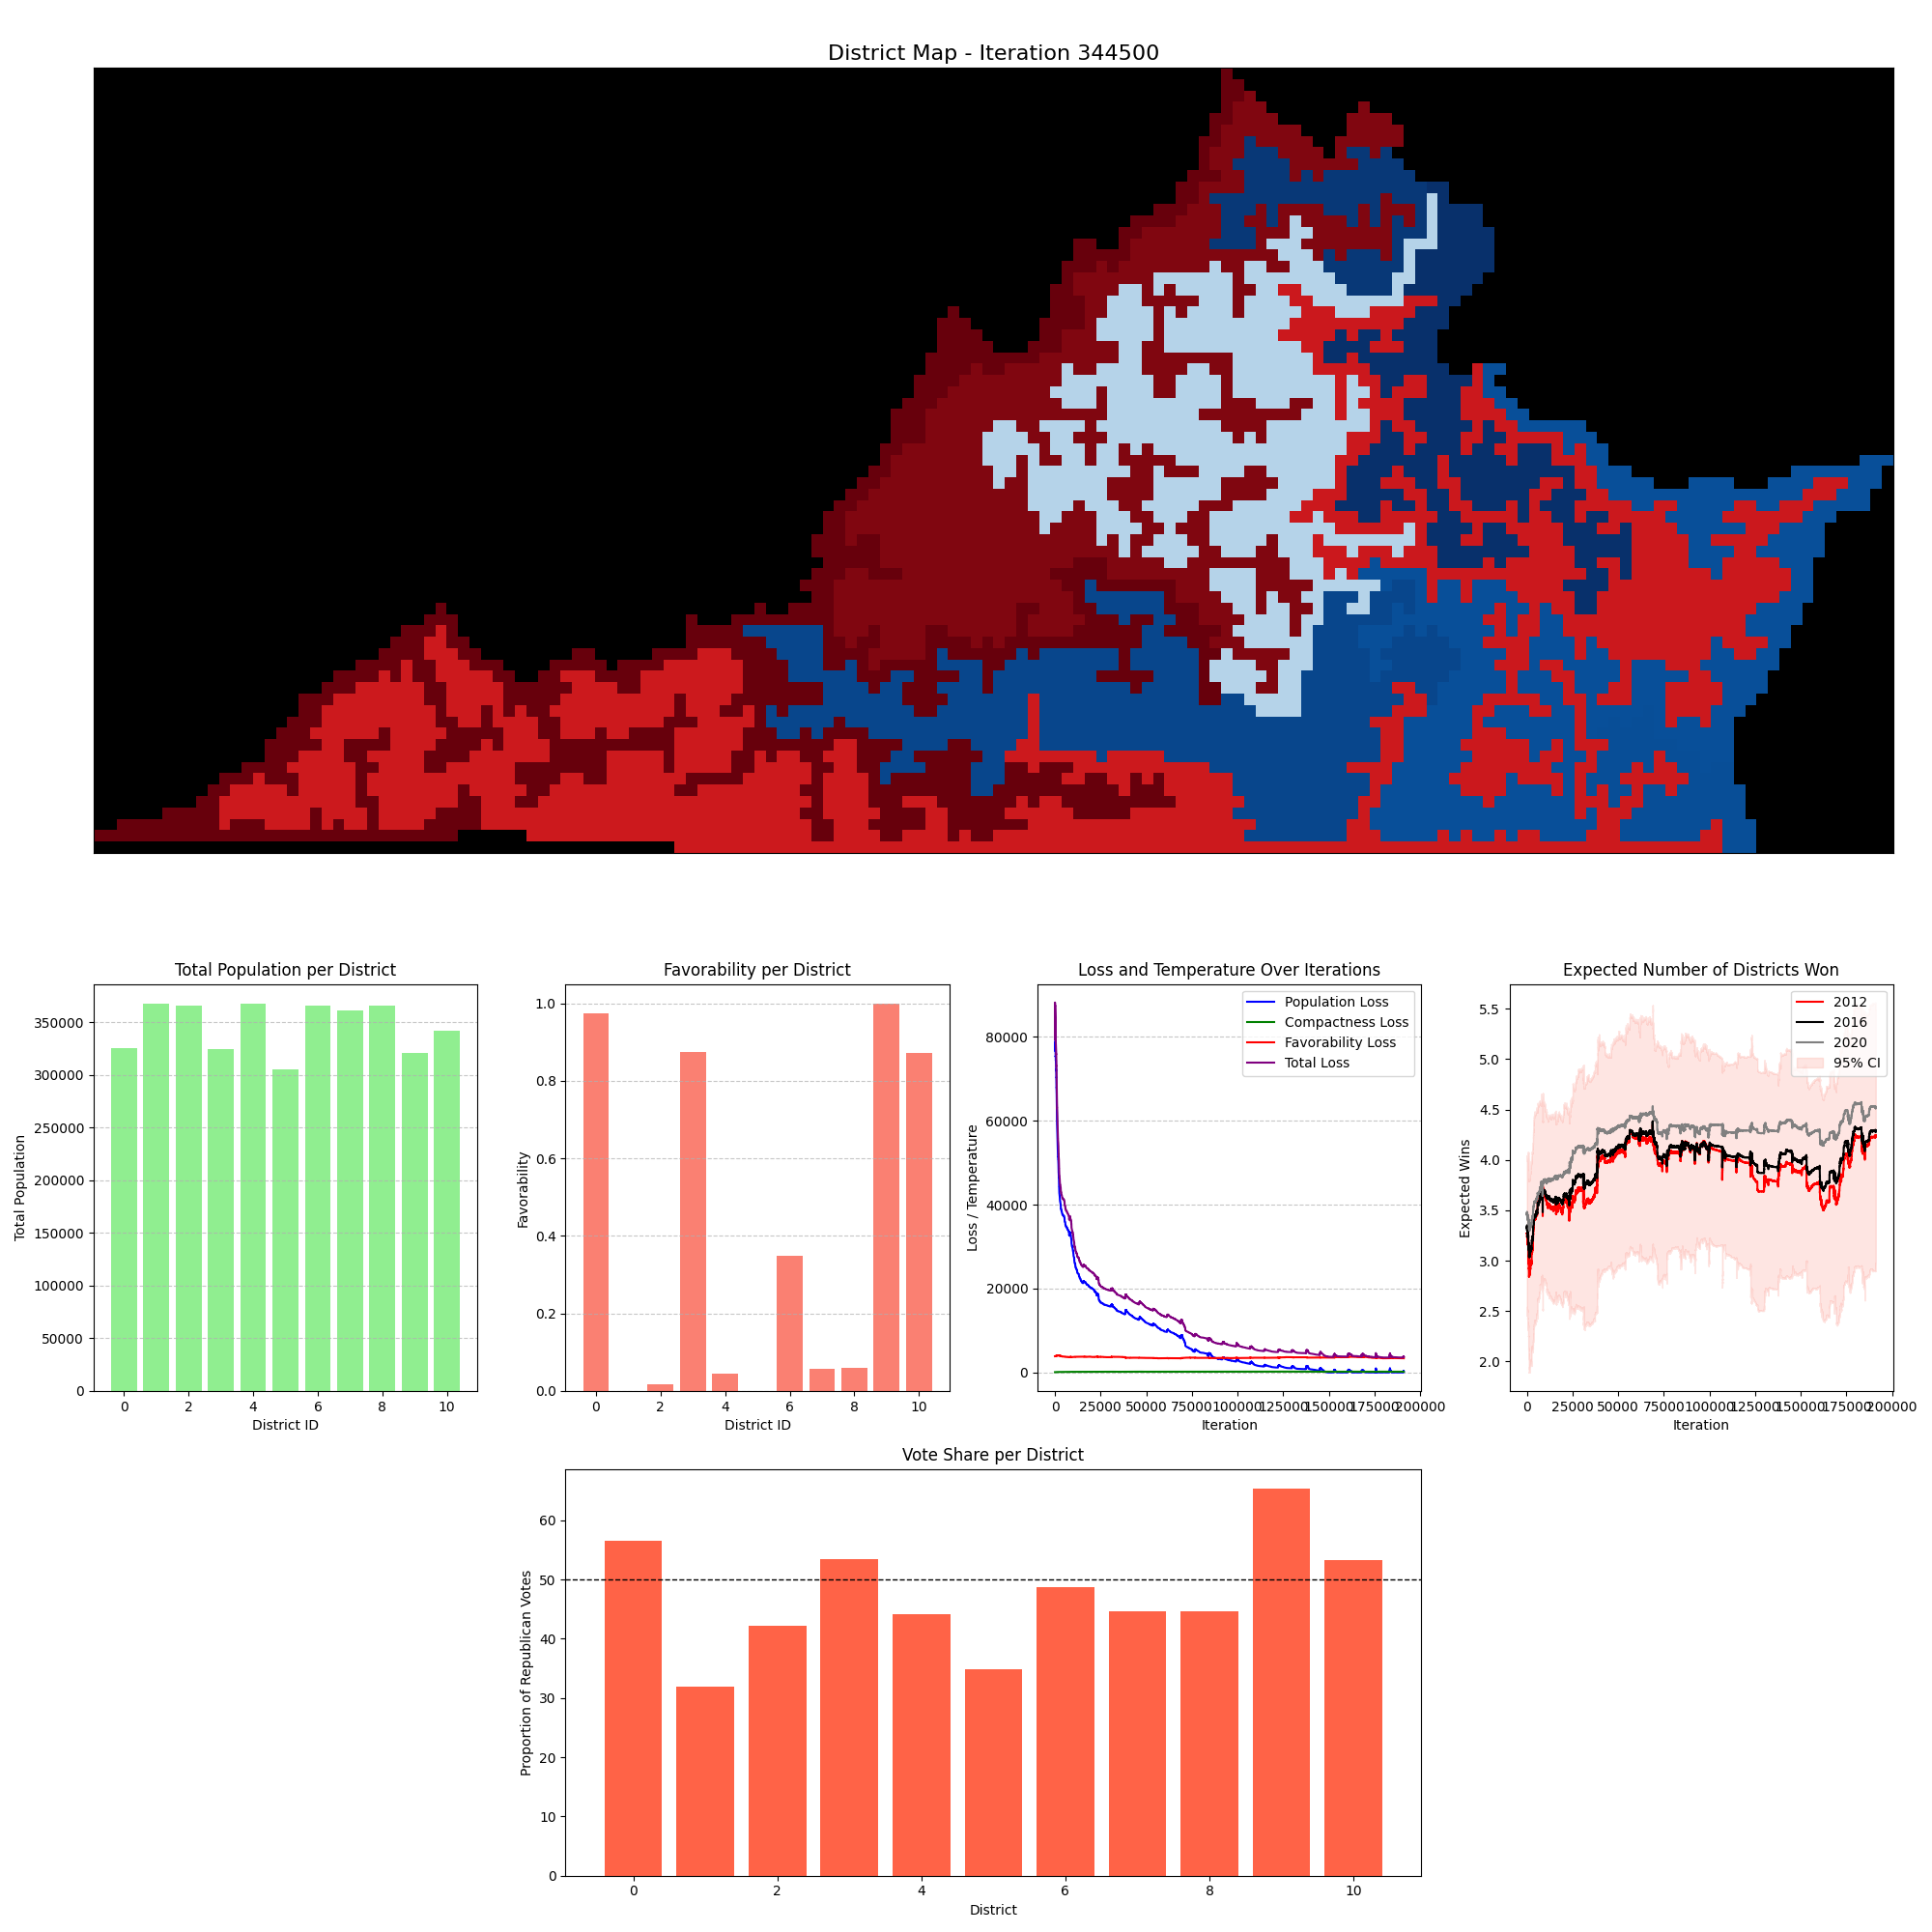 District Map - Iteration 344500
Total Population per District
Total Population
350000
300000
250000
200000
150000
100000
50000
0
0 2 4 6 8 10
District ID
Favorability per District
Favorability
1.0
0.8
0.6
0.4
0.2
0.0
0 2 4 6 8 10
District ID
Loss and Temperature Over Iterations
Loss / Temperature
80000
60000
40000
20000
0
Population Loss
Compactness Loss
Favorability Loss
Total Loss
0 25000 50000 75000 100000 125000 150000 175000 200000
Iteration
Expected Number of Districts Won
Expected Wins
5.5
5.0
4.5
4.0
3.5
3.0
2.5
2.0
2012
2016
2020
95% CI
0 25000 50000 75000 100000 125000 150000 175000 200000
Iteration
Vote Share per District
Proportion of Republican Votes
60
50
40
30
20
10
0
0 2 4 6 8 10
District